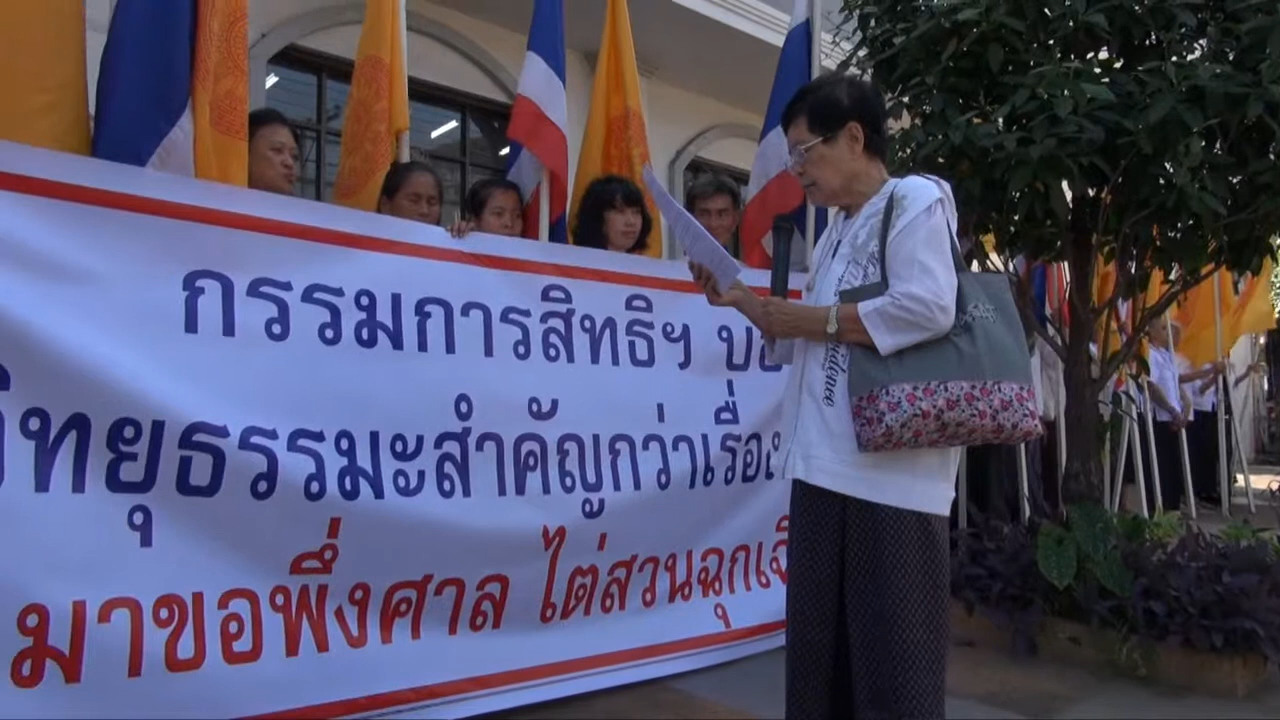 กรรมการสิทธิฯ
วิทยุธรรมะสำคัญกว่าเรื่อง
มาขอพึ่งศาล ไต่สวนฉุกเฉิ